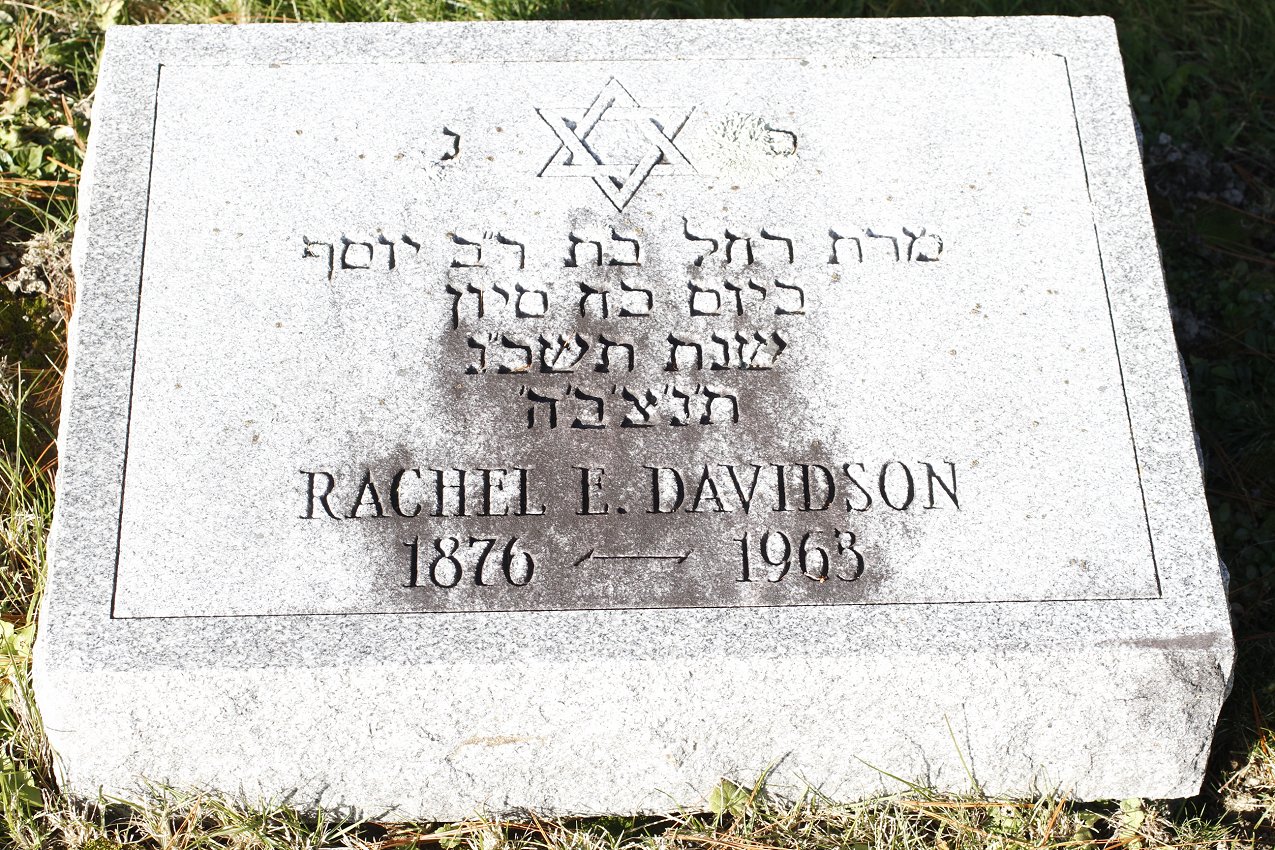 פ נ
מרת רחל בת ר״ב יוסף
ביום כח סיון
שנת תשכ״ג
ת׳נ׳צ׳ב׳ה׳
RACHEL E. DAVIDSON
1876 — 1963